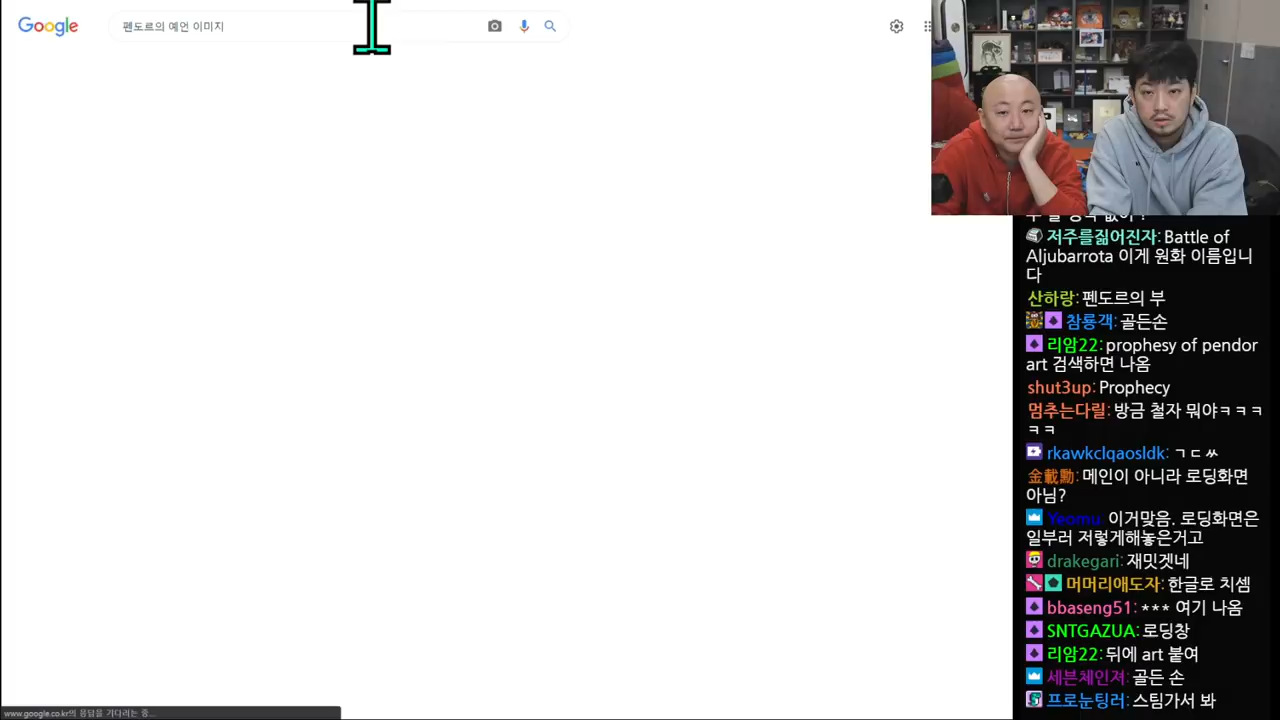 Google
펜도르의 예언 이미지
저주를짊어진자: Battle of
Aljubarrota 이게 원화 이름입니
다
산하랑: 펜도르의 부
참룡객: 골든손
리암22: prophesy of pendor
art 검색하면 나옴
shut3up: Prophecy
멈추는다릴: 방금 철자 뭐야ㅋㅋㅋ
ㅋㅋ
rkawkclqaosldk: ㄱㄷㅆ
金載勳: 메인이 아니라 로딩화면
아님?
Yeomu: 이거맞음. 로딩화면은
일부러 저렇게해놓은거고
drakegari: 재밋겟네
머머리애도자: 한글로 치셈
bbaseng51: *** 여기 나옴
SNTGAZUA: 로딩창
리암22: 뒤에 art 붙여
세븐체인져: 골든 손
프로눈팅러: 스팀가서 봐
www.google.co.kr의 응답을 기다리는 중...